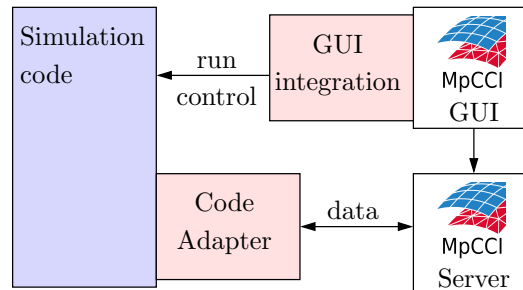 Simulation
code
run
control
GUI
integration
MpCCI
GUI
Code
Adapter
data
MpCCI
Server